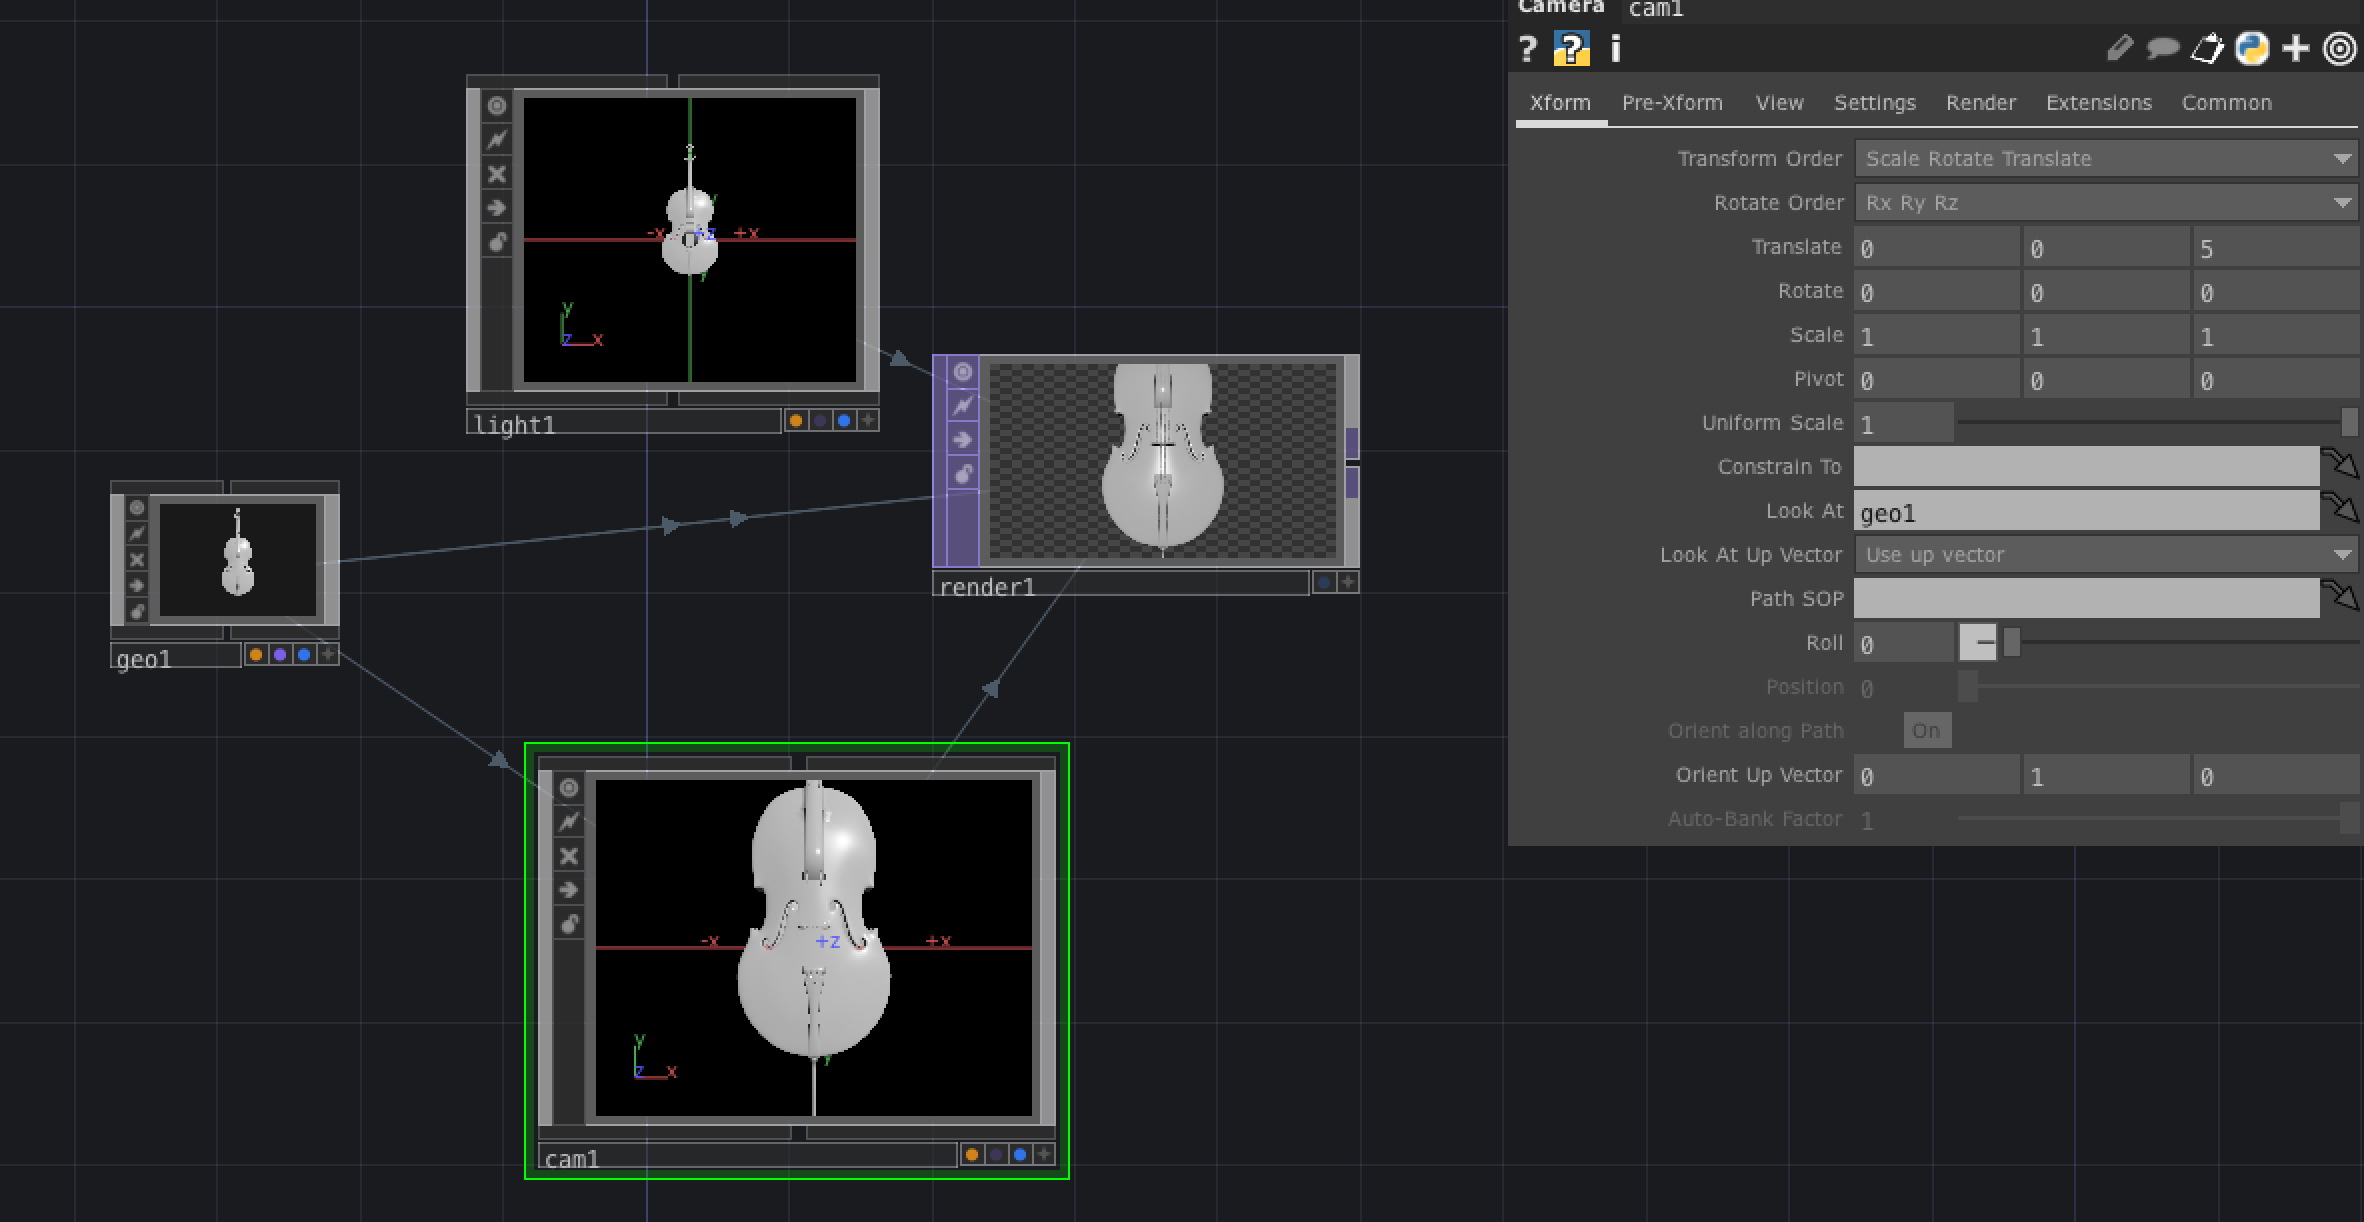 Camera cam1
? ? i
Xform Pre-Xform View Settings Render Extensions Common
Transform Order Scale Rotate Translate
Rotate Order Rx Ry Rz
Translate 0 0 5
Rotate 0 0 0
Scale 1 1 1
Pivot 0 0 0
Uniform Scale 1
Constrain To
Look At geo1
Look At Up Vector Use up vector
Path SOP
Roll 0
Position 0
Orient along Path On
Orient Up Vector 0 1 0
Auto-Bank Factor 1
y
-x +z +x
y
y
z x
light1
render1
geo1
z
-x +z +x
y
y
z x
cam1